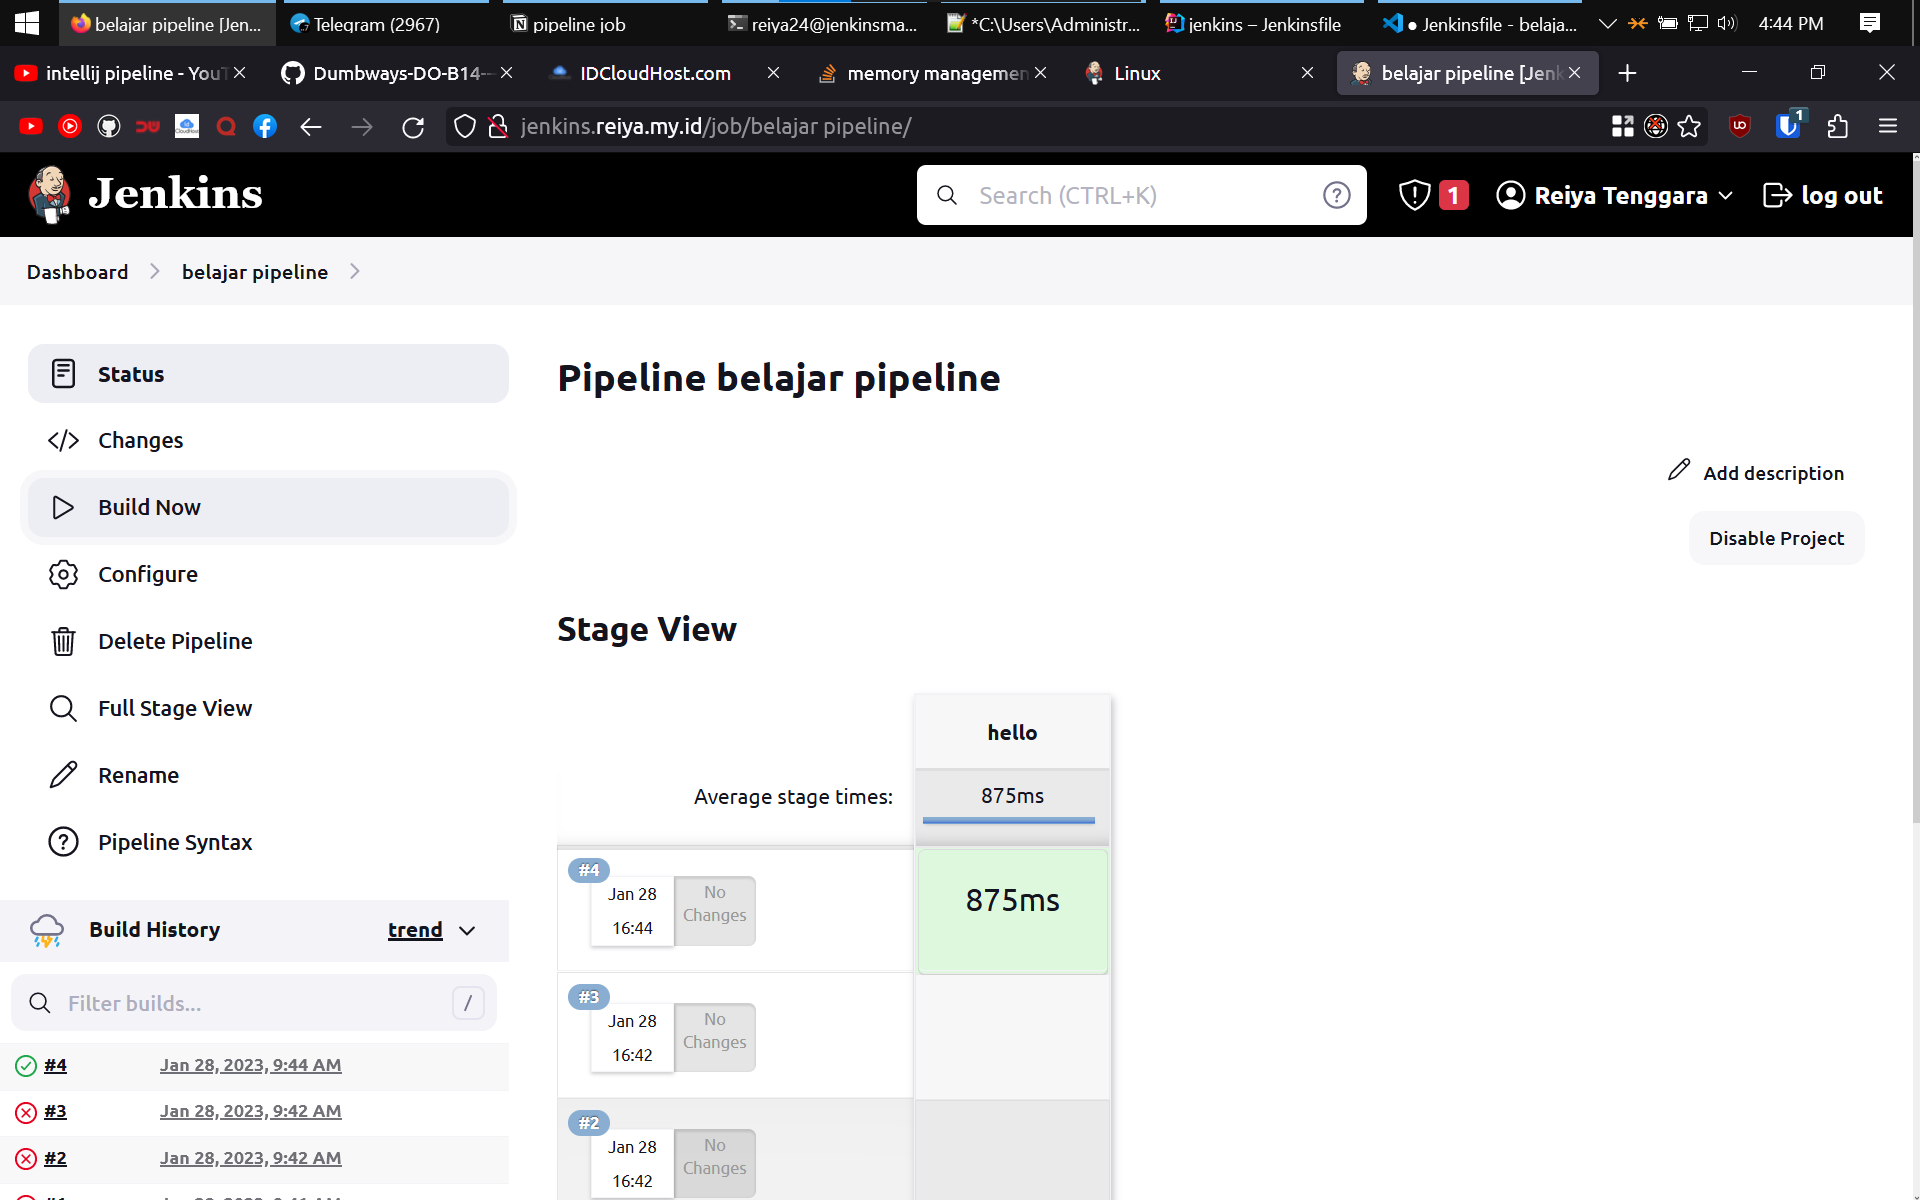 belajar pipeline [Jen...
Telegram (2967)
pipeline job
reiya24@jenkinsma...
*C:\Users\Administr...
jenkins – Jenkinsfile
● Jenkinsfile - belaja...
4:44 PM
intellij pipeline - YouT
Dumbways-DO-B14-
IDCloudHost.com
memory managemen
Linux
belajar pipeline [Jenk
jenkins.reiya.my.id/job/belajar pipeline/
1
Jenkins
Search (CTRL+K)
1
Reiya Tenggara
log out
Dashboard
belajar pipeline
Status
Changes
Build Now
Configure
Delete Pipeline
Full Stage View
Rename
Pipeline Syntax
Build History
trend
Filter builds...
/
#4
Jan 28, 2023, 9:44 AM
#3
Jan 28, 2023, 9:42 AM
#2
Jan 28, 2023, 9:42 AM
Pipeline belajar pipeline
Add description
Disable Project
Stage View
hello
Average stage times:
875ms
#4
Jan 28
16:44
No
Changes
875ms
#3
Jan 28
16:42
No
Changes
#2
Jan 28
16:42
No
Changes